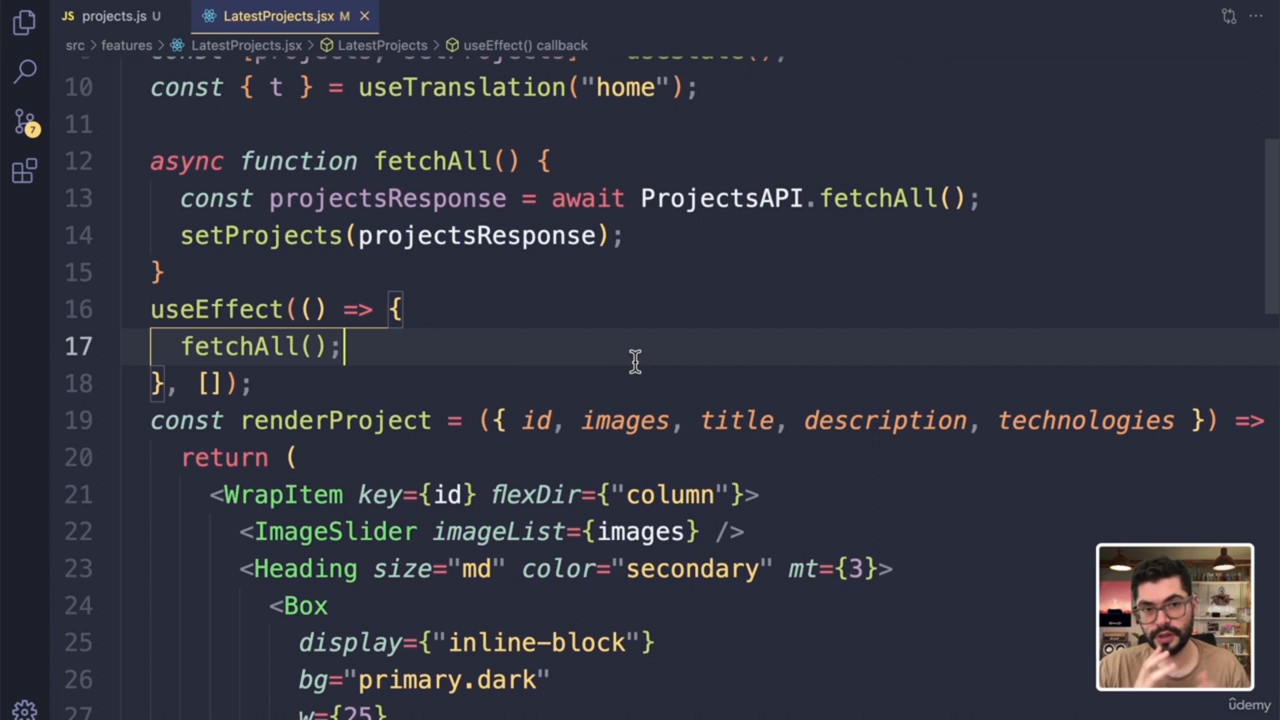 JS projects.js U
LatestProjects.jsx M
src > features > LatestProjects.jsx > LatestProjects > useEffect() callback
10 const { t } = useTranslation("home");
11
12 async function fetchAll() {
13 const projectsResponse = await ProjectsAPI.fetchAll();
14 setProjects(projectsResponse);
15 }
16 useEffect(() => {
17 fetchAll();
18 }, []);
19 const renderProject = ({ id, images, title, description, technologies }) =>
20 return (
21 <WrapItem key={id} flexDir={"column"}>
22 <ImageSlider imageList={images} />
23 <Heading size="md" color="secondary" mt={3}>
24 <Box
25 display={"inline-block"}
26 bg="primary.dark"
27 w={25}
7
ûdemy